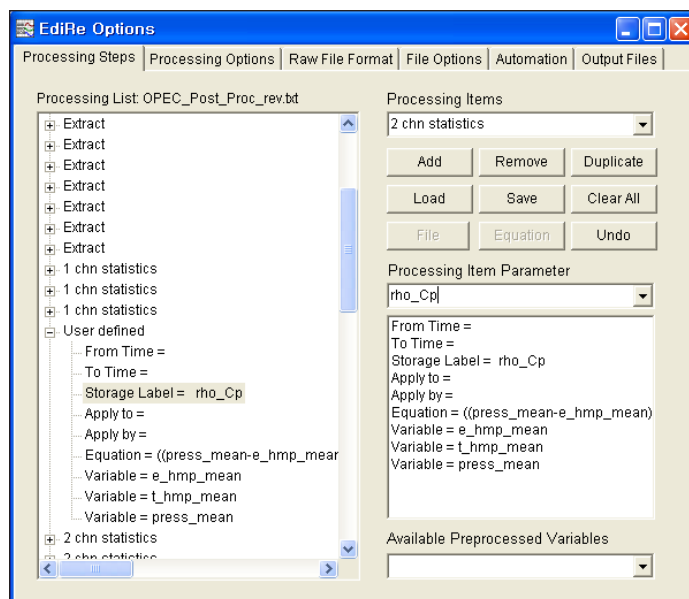 EdiRe Options
Processing Steps
Processing Options
Raw File Format
File Options
Automation
Output Files
Processing List: OPEC_Post_Proc_rev.txt
Extract
Extract
Extract
Extract
Extract
Extract
Extract
1 chn statistics
1 chn statistics
1 chn statistics
User defined
From Time =
To Time =
Storage Label = rho_Cp
Apply to =
Apply by =
Equation = ((press_mean-e_hmp_mear
Variable = e_hmp_mean
Variable = t_hmp_mean
Variable = press_mean
2 chn statistics
2 chn statistics
Processing Items
2 chn statistics
Add
Remove
Duplicate
Load
Save
Clear All
File
Equation
Undo
Processing Item Parameter
rho_Cp
From Time =
To Time =
Storage Label = rho_Cp
Apply to =
Apply by =
Equation = ((press_mean-e_hmp_mean)
Variable = e_hmp_mean
Variable = t_hmp_mean
Variable = press_mean
Available Preprocessed Variables